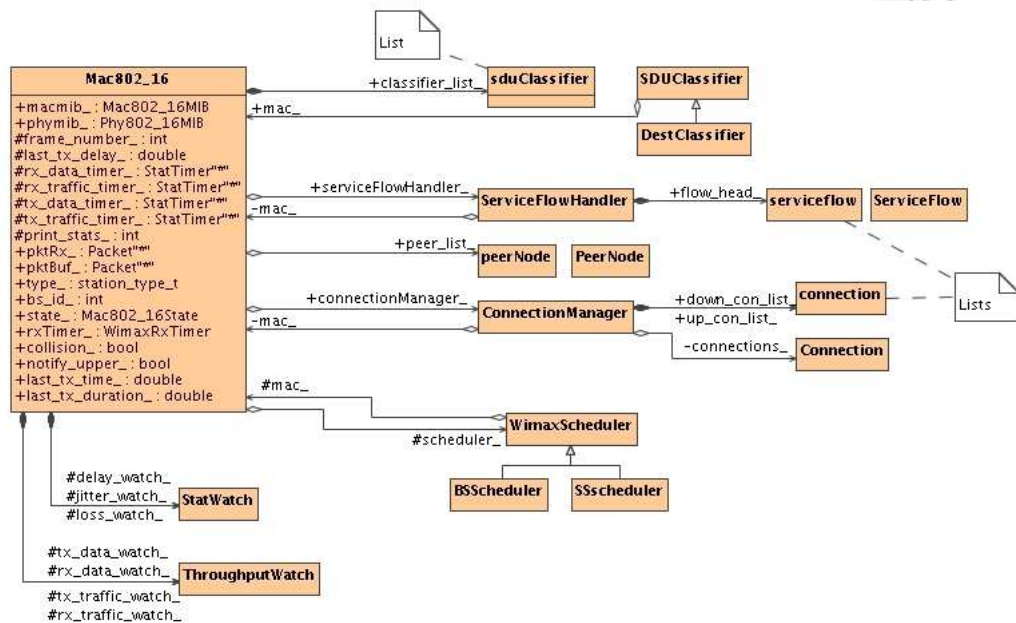 List
Mac802_16
+macmib_ : Mac802_16MIB
+phymib_ : Phy802_16MIB
#frame_number_ : int
#last_tx_delay_ : double
#rx_data_timer_ : StatTimer"*"
#rx_traffic_timer_ : StatTimer"*"
#tx_data_timer_ : StatTimer"*"
#tx_traffic_timer_ : StatTimer"*"
#print_stats_ : int
+pktRx_ : Packet"*"
+pktBuf_ : Packet"*"
+type_ : station_type_t
+bs_id_ : int
+state_ : Mac802_16State
+rxTimer_ : WimaxRxTimer
+collision_ : bool
+notify_upper_ : bool
+last_tx_time_ : double
+last_tx_duration_ : double
+classifier_list_
sduClassifier
SDUClassifier
+mac_
DestClassifier
+serviceFlowHandler_
-mac_
ServiceFlowHandler
+flow_head_
serviceflow
ServiceFlow
+peer_list_
peerNode
PeerNode
Lists
+connectionManager_
-mac_
ConnectionManager
+down_con_list_
+up_con_list_
connection
-connections_
Connection
#mac_
#scheduler_
WimaxScheduler
BSScheduler
SSscheduler
#delay_watch_
#jitter_watch_
#loss_watch_
StatWatch
#tx_data_watch_
#rx_data_watch_
#tx_traffic_watch_
#rx_traffic_watch_
ThroughputWatch